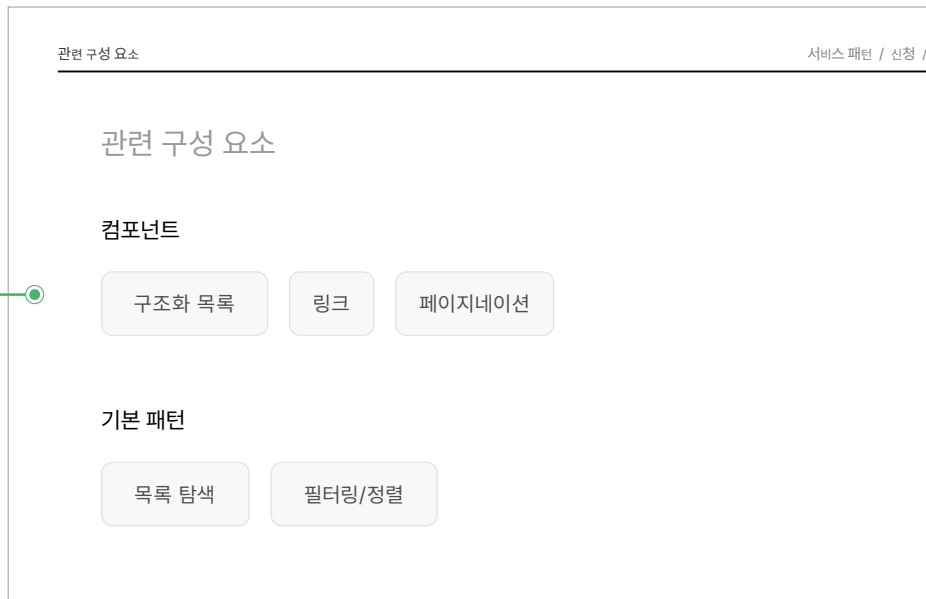 관련 구성 요소
서비스 패턴 / 신청 /
관련 구성 요소
컴포넌트
구조화 목록
링크
페이지네이션
기본 패턴
목록 탐색
필터링/정렬